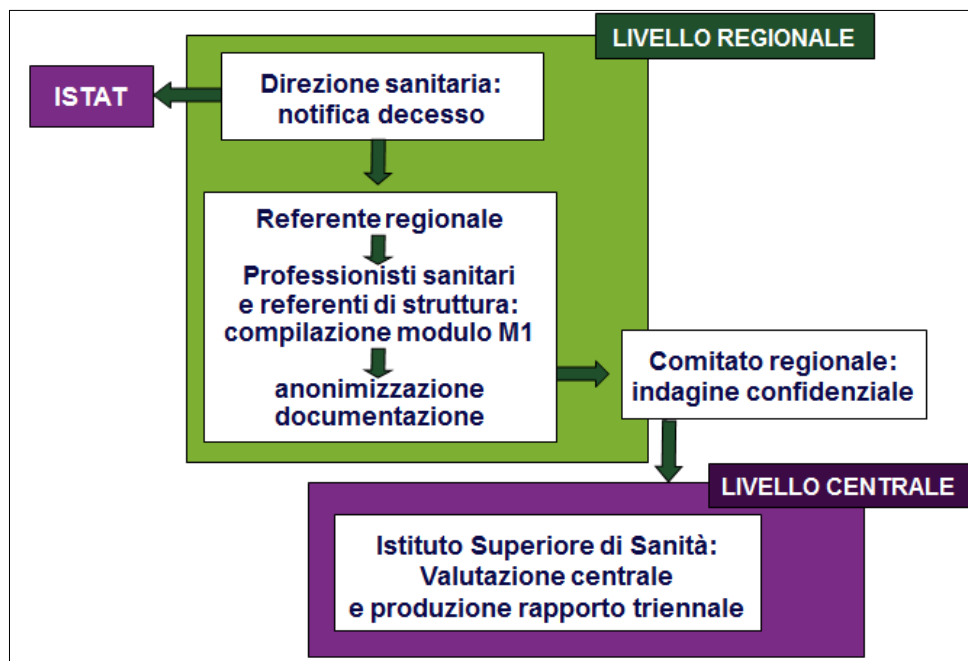 LIVELLO REGIONALE
ISTAT
Direzione sanitaria:
notifica decesso
Referente regionale
Professionisti sanitari
e referenti di struttura:
compilazione modulo M1
anonimizzazione
documentazione
Comitato regionale:
indagine confidenziale
LIVELLO CENTRALE
Istituto Superiore di Sanità:
Valutazione centrale
e produzione rapporto triennale